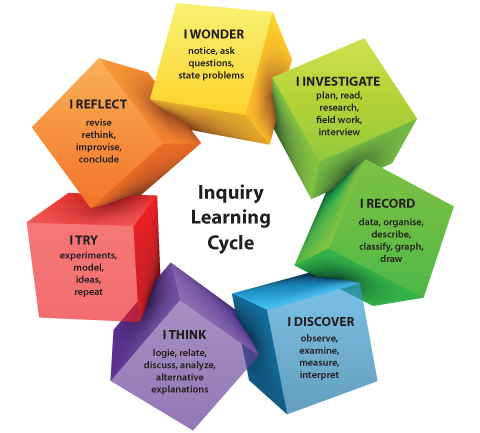 I WONDER
notice, ask
questions,
state problems
I INVESTIGATE
plan, read,
research,
field work,
interview
I RECORD
data, organise,
describe,
classify, graph,
draw
I DISCOVER
observe,
examine,
measure,
interpret
I THINK
logie, relate,
discuss, analyze,
alternative
explanations
I TRY
experiments,
model,
ideas,
repeat
I REFLECT
revise
rethink,
improvise,
conclude
Inquiry
Learning
Cycle